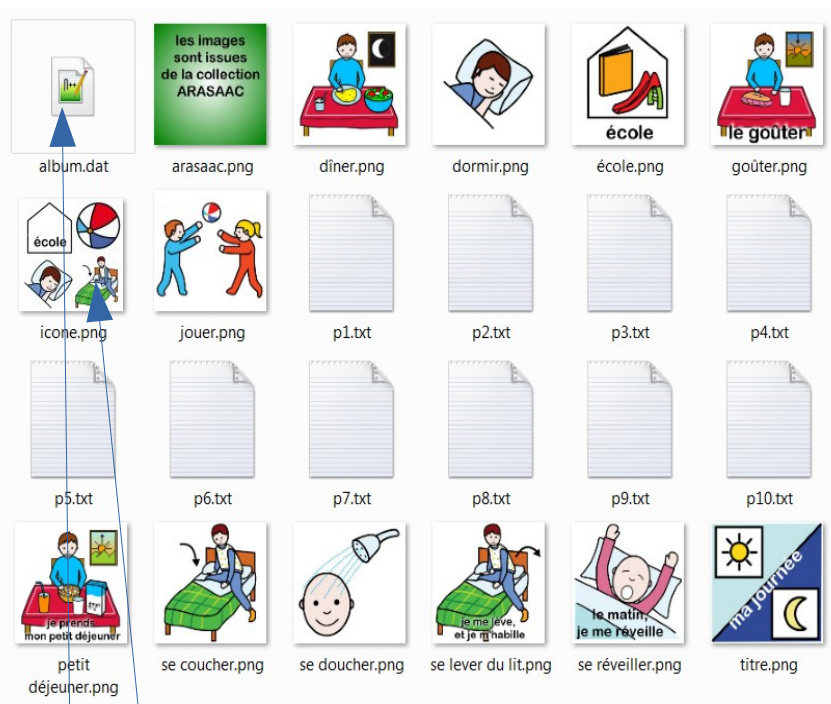 les images
sont issues
de la collection
ARASAAC
école
le goûter
album.dat
arasaac.png
dîner.png
dormir.png
école.png
goûter.png
école
icone.png
jouer.png
p1.txt
p2.txt
p3.txt
p4.txt
p5.txt
p6.txt
p7.txt
p8.txt
p9.txt
p10.txt
je prends
mon petit déjeuner
je me lève,
et je m'habille
le matin,
je me réveille
ma journée
petit
déjeuner.png
se coucher.png
se doucher.png
se lever du lit.png
se réveiller.png
titre.png